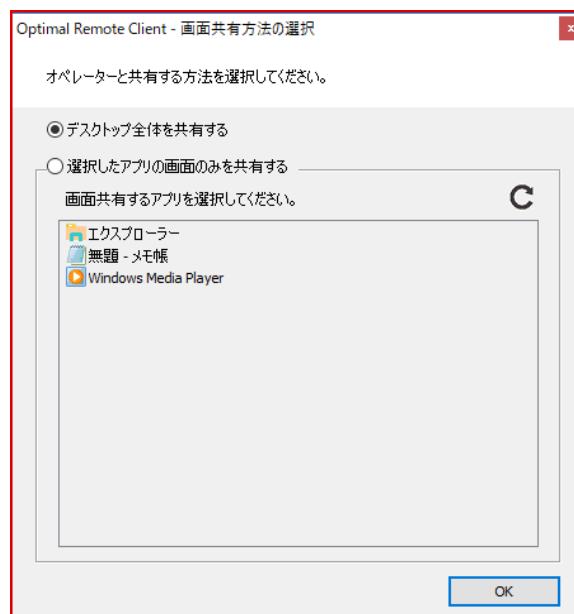 Optimal Remote Client - 画面共有方法の選択
オペレーターと共有する方法を選択してください。
デスクトップ全体を共有する
選択したアプリの画面のみを共有する
画面共有するアプリを選択してください。
エクスプローラー
無題 - メモ帳
Windows Media Player
OK